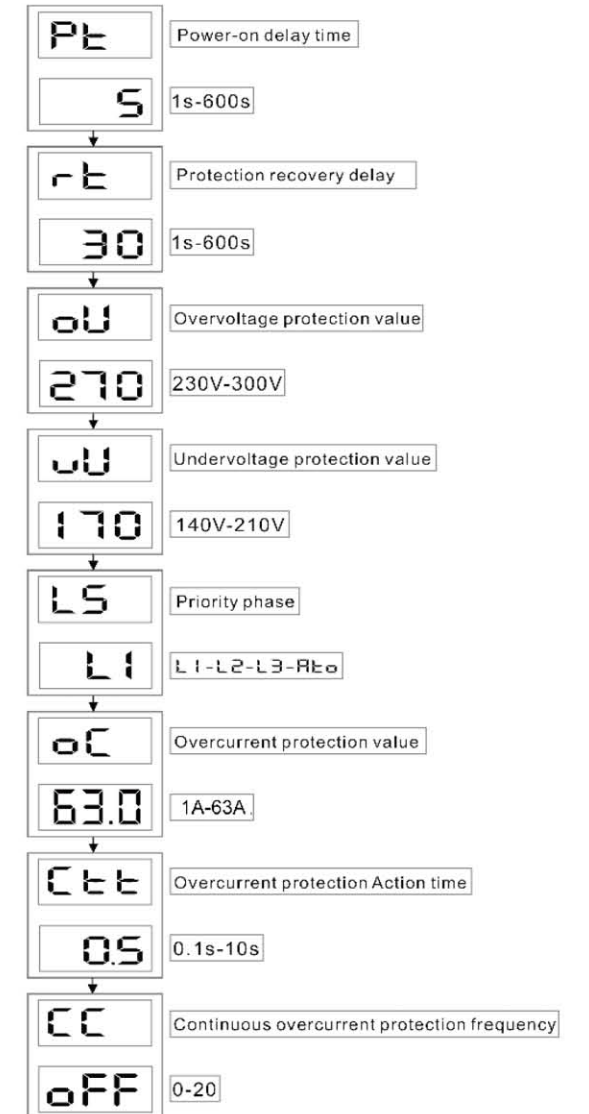 Pt
Power-on delay time
5
1s-600s
rt
Protection recovery delay
30
1s-600s
oU
Overvoltage protection value
270
230V-300V
uU
Undervoltage protection value
170
140V-210V
LS
Priority phase
L1
L1-L2-L3-Ato
oC
Overcurrent protection value
63.0
1A-63A.
Ctt
Overcurrent protection Action time
0.5
0.1s-10s
CC
Continuous overcurrent protection frequency
oFF
0-20